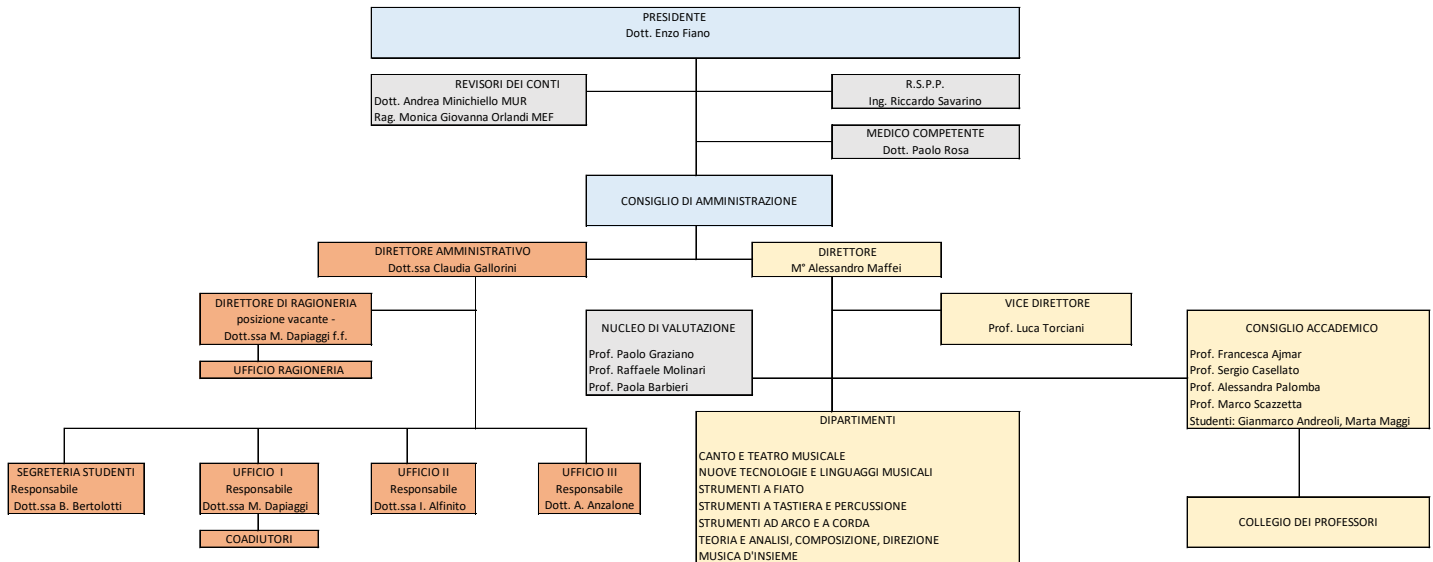 PRESIDENTE
Dott. Enzo Fiano
REVISORI DEI CONTI
Dott. Andrea Minichiello MUR
Rag. Monica Giovanna Orlandi MEF
R.S.P.P.
Ing. Riccardo Savarino
MEDICO COMPETENTE
Dott. Paolo Rosa
CONSIGLIO DI AMMINISTRAZIONE
DIRETTORE AMMINISTRATIVO
Dott.ssa Claudia Gallorini
DIRETTORE
M° Alessandro Maffei
DIRETTORE DI RAGIONERIA
posizione vacante -
Dott.ssa M. Dapiaggi f.f.
UFFICIO RAGIONERIA
NUCLEO DI VALUTAZIONE
Prof. Paolo Graziano
Prof. Raffaele Molinari
Prof. Paola Barbieri
VICE DIRETTORE
Prof. Luca Torciani
CONSIGLIO ACCADEMICO
Prof. Francesca Ajmar
Prof. Sergio Casellato
Prof. Alessandra Palomba
Prof. Marco Scazzetta
Studenti: Gianmarco Andreoli, Marta Maggi
SEGRETERIA STUDENTI
Responsabile
Dott.ssa B. Bertolotti
UFFICIO I
Responsabile
Dott.ssa M. Dapiaggi
COADIUTORI
UFFICIO II
Responsabile
Dott.ssa I. Alfinito
UFFICIO III
Responsabile
Dott. A. Anzalone
DIPARTIMENTI
CANTO E TEATRO MUSICALE
NUOVE TECNOLOGIE E LINGUAGGI MUSICALI
STRUMENTI A FIATO
STRUMENTI A TASTIERA E PERCUSSIONE
STRUMENTI AD ARCO E A CORDA
TEORIA E ANALISI, COMPOSIZIONE, DIREZIONE
MUSICA D'INSIEME
COLLEGIO DEI PROFESSORI